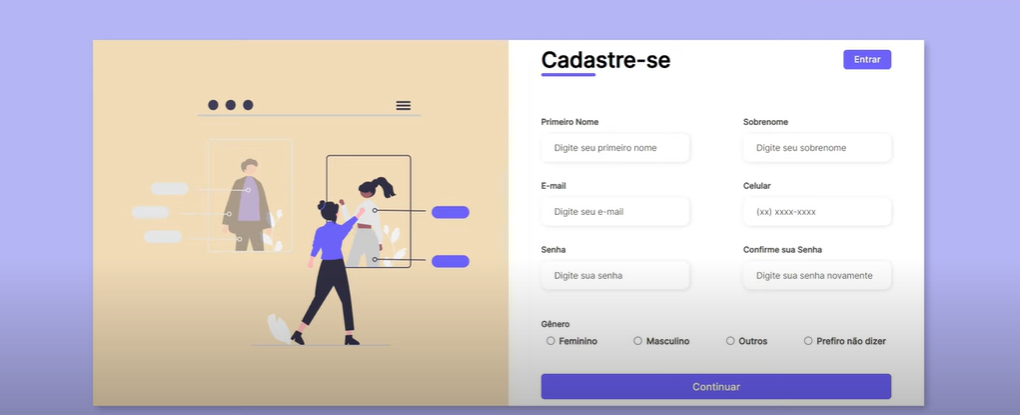 Cadastre-se
Entrar
Primeiro Nome
Sobrenome
Digite seu primeiro nome
Digite seu sobrenome
E-mail
Celular
Digite seu e-mail
(xx) xxxx-xxxx
Senha
Confirme sua Senha
Digite sua senha
Digite sua senha novamente
Gênero
Feminino
Masculino
Outros
Prefiro não dizer
Continuar